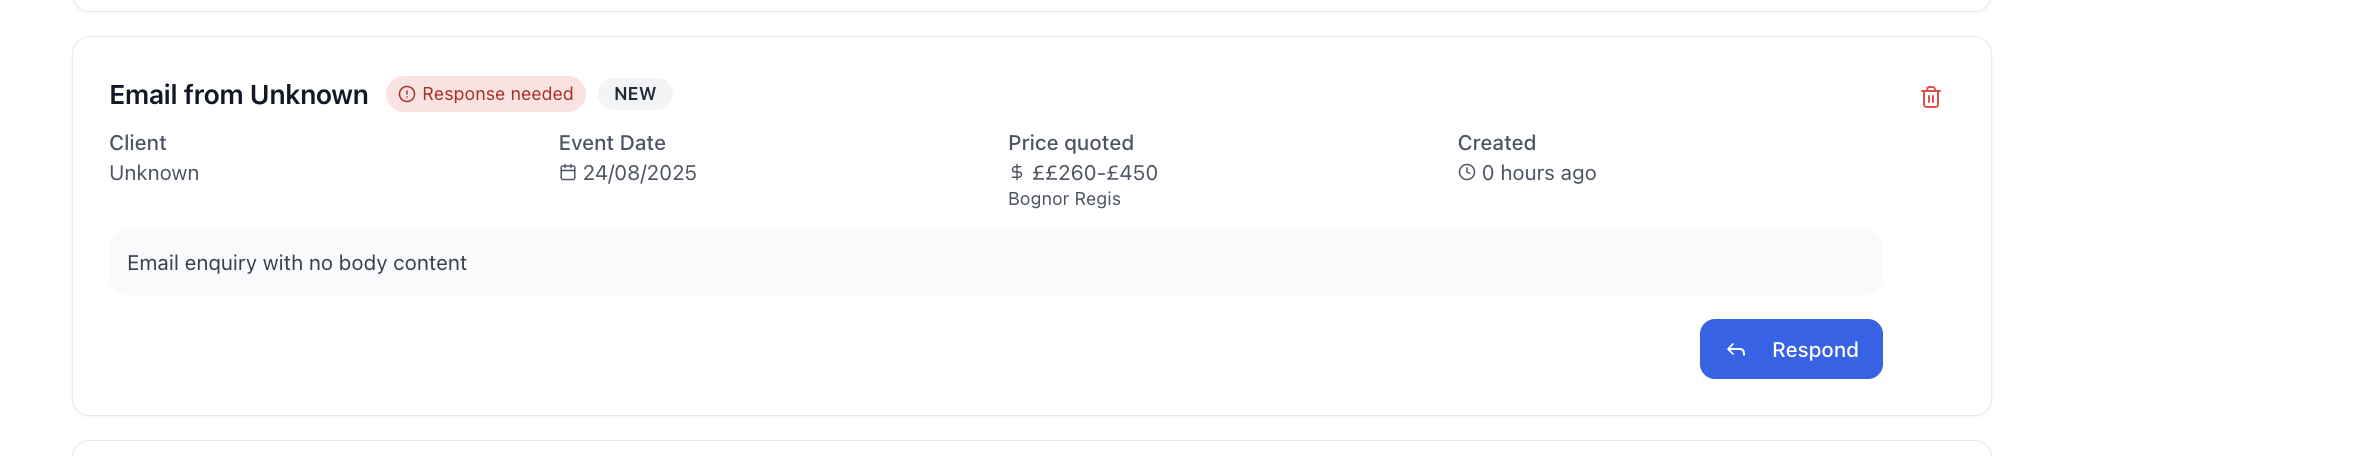 Email from Unknown
Response needed
NEW
Client
Unknown
Event Date
24/08/2025
Price quoted
$ ££260-£450
Bognor Regis
Created
0 hours ago
Email enquiry with no body content
Respond